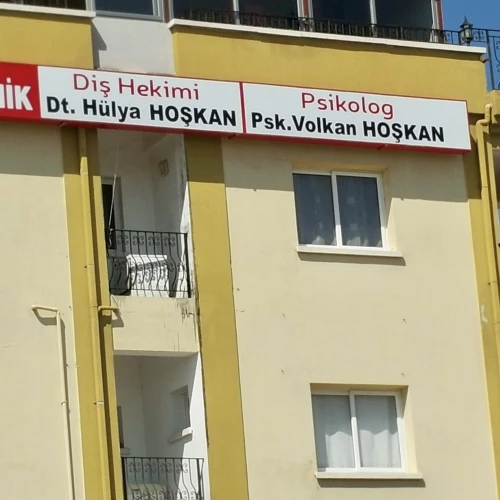 Diş Hekimi
Dt. Hülya HOŞKAN
Psikolog
Psk.Volkan HOŞKAN